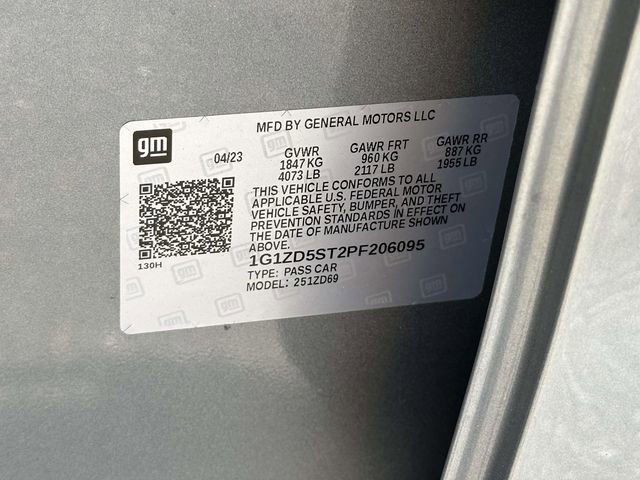 gm
MFD BY GENERAL MOTORS LLC
04/23 GVWR GAWR FRT GAWR RR
1847 KG 960 KG 887 KG
4073 LB 2117 LB 1955 LB
THIS VEHICLE CONFORMS TO ALL
APPLICABLE U.S. FEDERAL MOTOR
VEHICLE SAFETY, BUMPER, AND THEFT
PREVENTION STANDARDS IN EFFECT ON
THE DATE OF MANUFACTURE SHOWN
ABOVE.
130H
1G1ZD5ST2PF206095
TYPE: PASS CAR
MODEL: 251ZD69